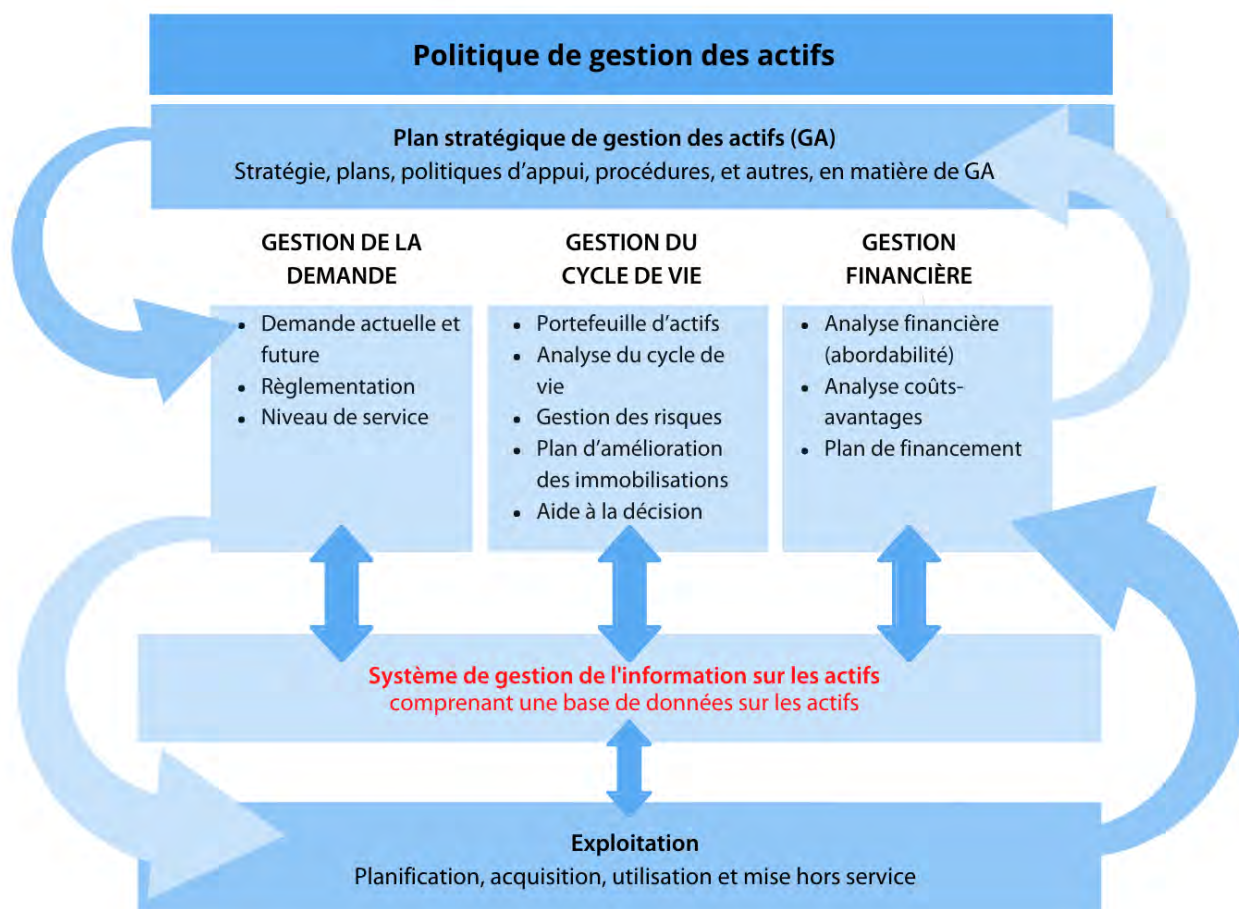 Politique de gestion des actifs
Plan stratégique de gestion des actifs (GA)
Stratégie, plans, politiques d’appui, procédures, et autres, en matière de GA
GESTION DE LA
DEMANDE
• Demande actuelle et
future
• Règlementation
• Niveau de service
GESTION DU
CYCLE DE VIE
• Portefeuille d’actifs
• Analyse du cycle de
vie
• Gestion des risques
• Plan d’amélioration
des immobilisations
• Aide à la décision
GESTION
FINANCIÈRE
• Analyse financière
(abordabilité)
• Analyse coûts-
avantages
• Plan de financement
Système de gestion de l'information sur les actifs
comprenant une base de données sur les actifs
Exploitation
Planification, acquisition, utilisation et mise hors service